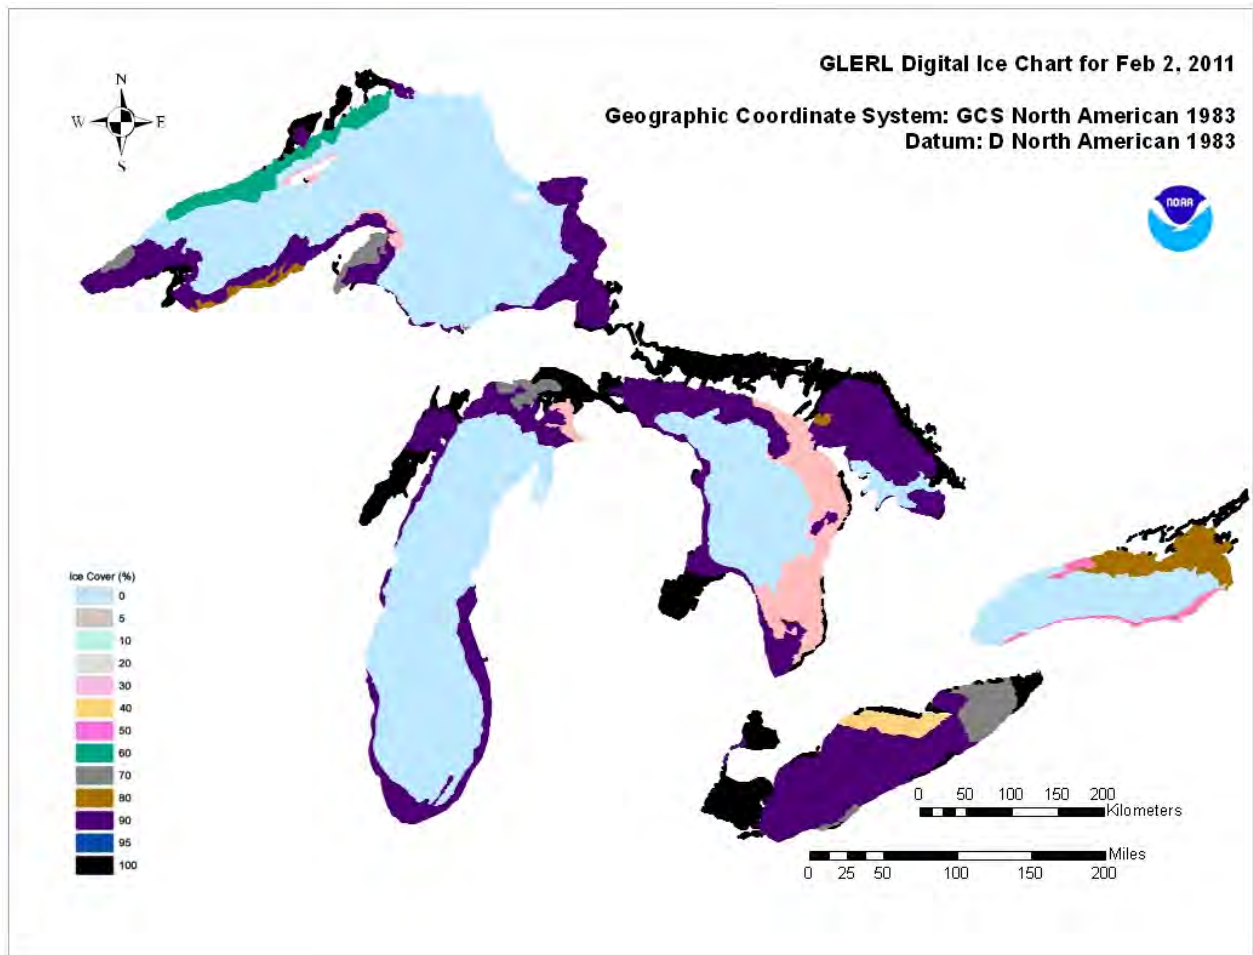 GLERL Digital Ice Chart for Feb 2, 2011
Geographic Coordinate System: GCS North American 1983
Datum: D North American 1983
N
W E
S
NOAA
Ice Cover (%)
0
5
10
20
30
40
50
60
70
80
90
95
100
0 50 100 150 200
Kilometers
Miles
0 25 50 100 150 200